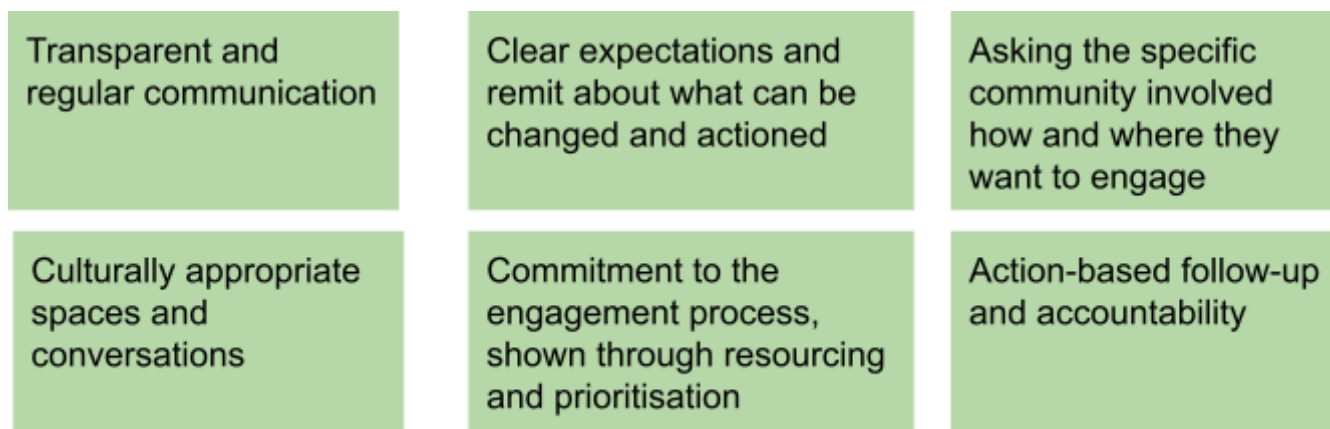 Transparent and
regular communication
Clear expectations and
remit about what can be
changed and actioned
Asking the specific
community involved
how and where they
want to engage
Culturally appropriate
spaces and
conversations
Commitment to the
engagement process,
shown through resourcing
and prioritisation
Action-based follow-up
and accountability